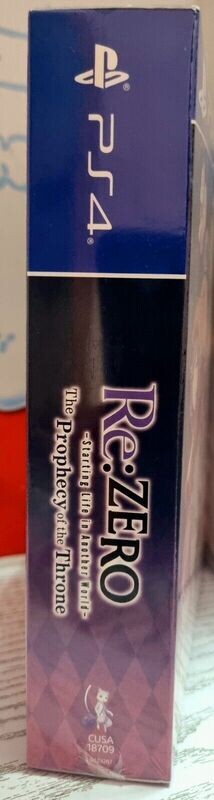 PS4®
Re:ZERO
-Starting Life in Another World-
The Prophecy of the Throne
CUSA
18709